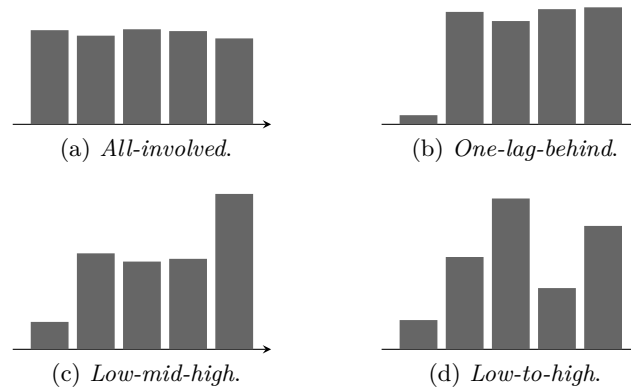 (a) All-involved.
(b) One-lag-behind.
(c) Low-mid-high.
(d) Low-to-high.